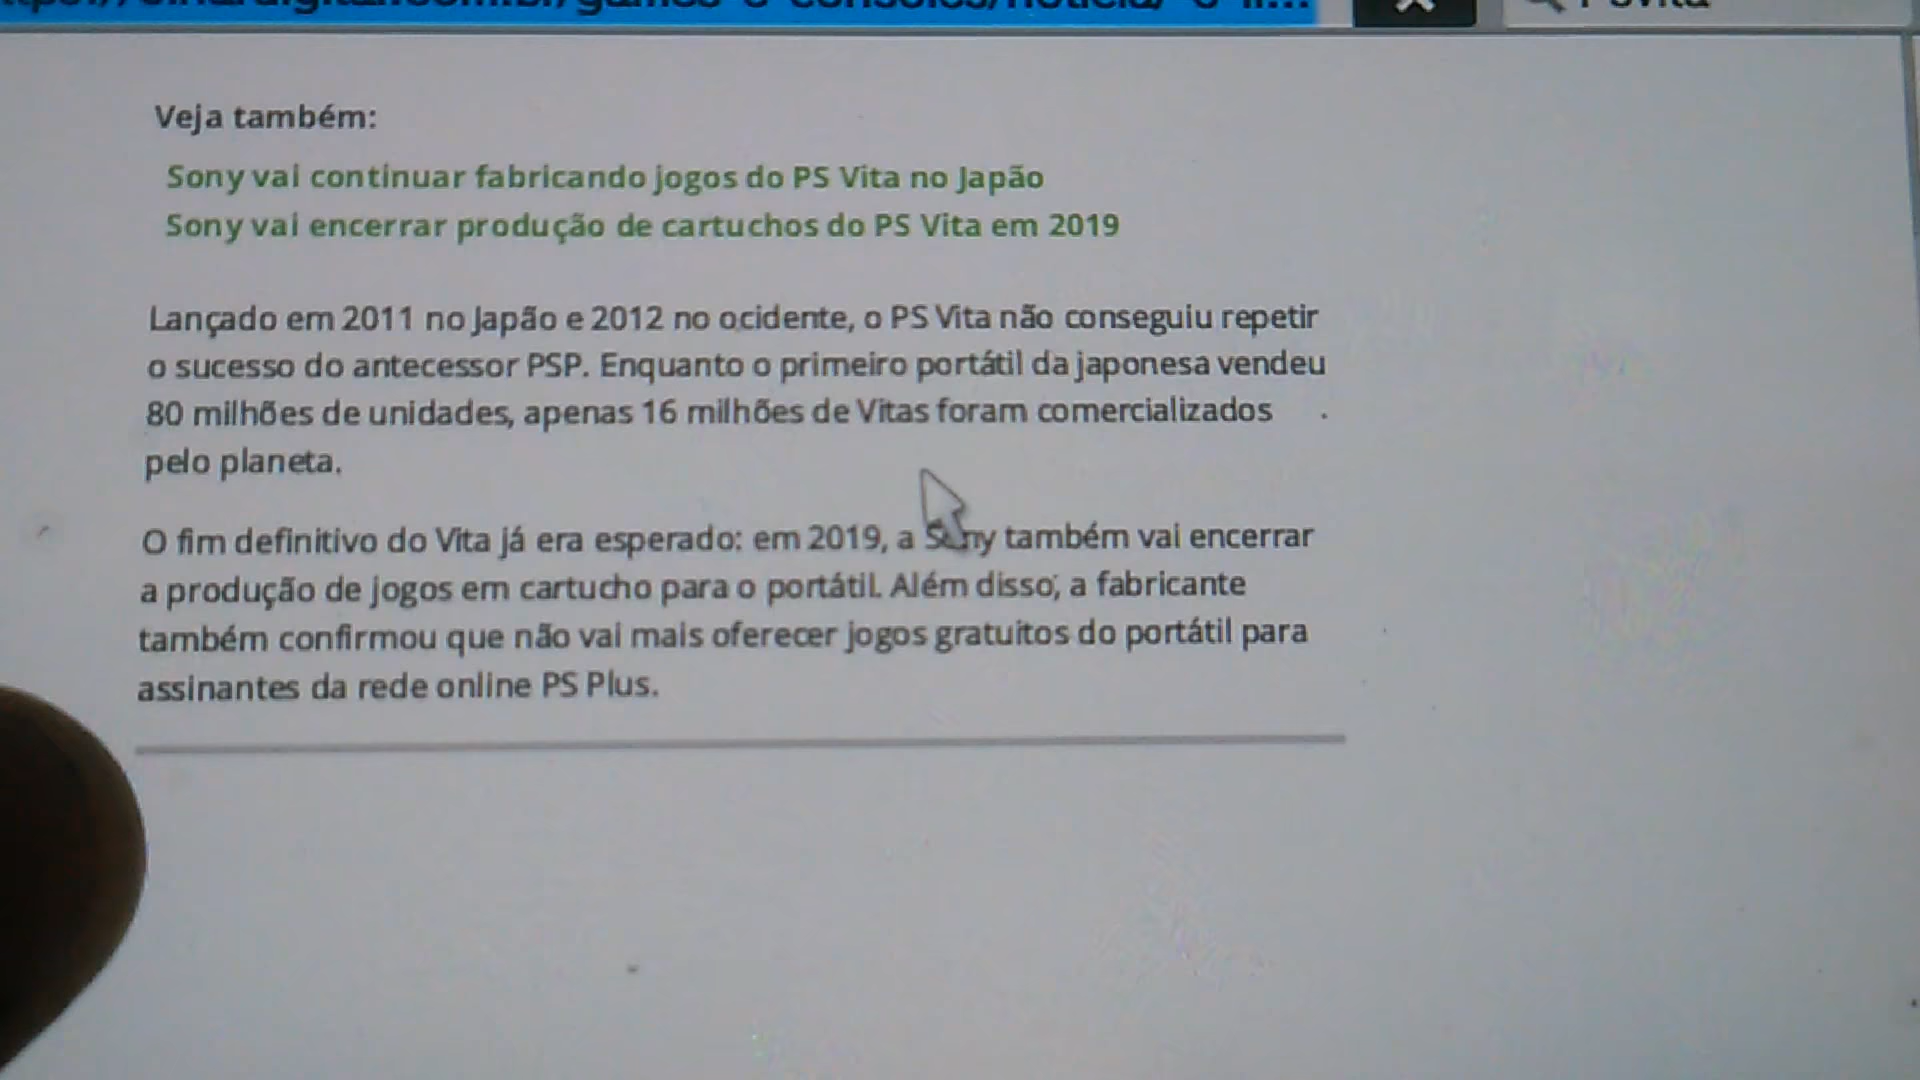 Veja também:
Sony vai continuar fabricando jogos do PS Vita no Japão
Sony vai encerrar produção de cartuchos do PS Vita em 2019
Lançado em 2011 no Japão e 2012 no ocidente, o PS Vita não conseguiu repetir
o sucesso do antecessor PSP. Enquanto o primeiro portátil da japonesa vendeu
80 milhões de unidades, apenas 16 milhões de Vitas foram comercializados
pelo planeta.
O fim definitivo do Vita já era esperado: em 2019, a Sony também vai encerrar
a produção de jogos em cartucho para o portátil. Além disso, a fabricante
também confirmou que não vai mais oferecer jogos gratuitos do portátil para
assinantes da rede online PS Plus.